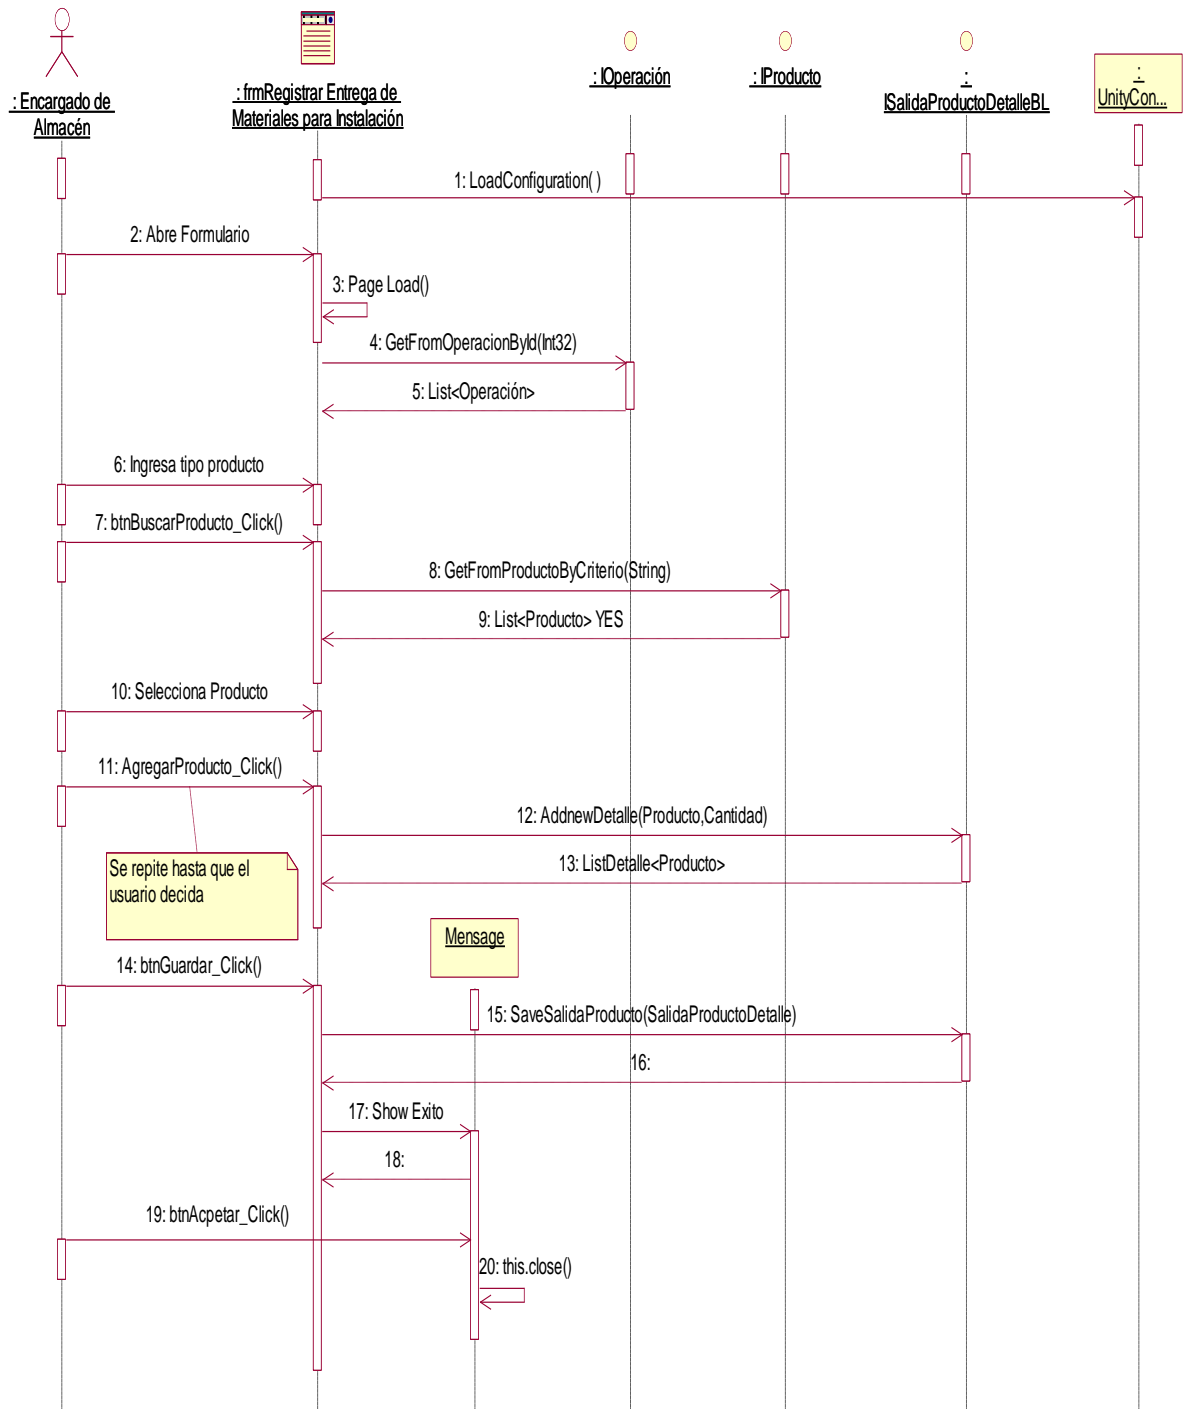 : Encargado de
Almacén
: frmRegistrar Entrega de
Materiales para Instalación
: IOperación
: IProducto
:
ISalidaProductoDetalleBL
:
UnityCon...
1: LoadConfiguration( )
2: Abre Formulario
3: Page Load()
4: GetFromOperacionById(Int32)
5: List<Operación>
6: Ingresa tipo producto
7: btnBuscarProducto_Click()
8: GetFromProductoByCriterio(String)
9: List<Producto> YES
10: Selecciona Producto
11: AgregarProducto_Click()
12: AddnewDetalle(Producto,Cantidad)
13: ListDetalle<Producto>
Se repite hasta que el
usuario decida
Mensage
14: btnGuardar_Click()
15: SaveSalidaProducto(SalidaProductoDetalle)
16:
17: Show Exito
18:
19: btnAcpetar_Click()
20: this.close()